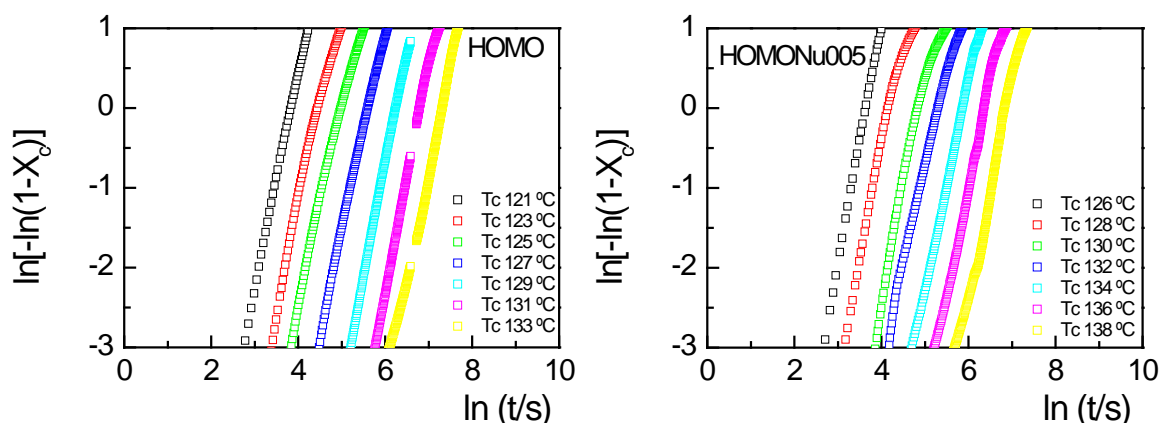 HOMO
ln[-ln(1-X_c)]
1
0
-1
-2
-3
Tc 121 ºC
Tc 123 ºC
Tc 125 ºC
Tc 127 ºC
Tc 129 ºC
Tc 131 ºC
Tc 133 ºC
0 2 4 6 8 10
ln (t/s)
HOMONu005
ln[-ln(1-X_c)]
1
0
-1
-2
-3
Tc 126 ºC
Tc 128 ºC
Tc 130 ºC
Tc 132 ºC
Tc 134 ºC
Tc 136 ºC
Tc 138 ºC
0 2 4 6 8 10
ln (t/s)